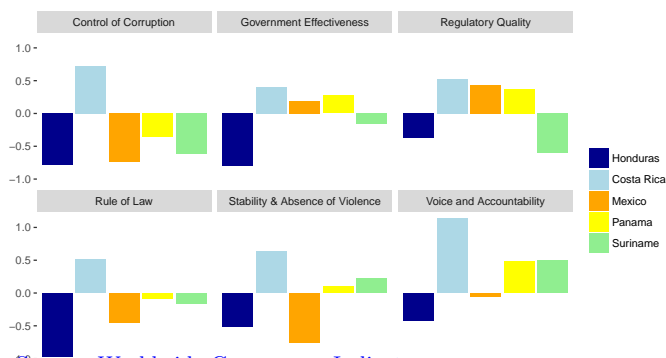 Control of Corruption Government Effectiveness Regulatory Quality
1.0
0.5
0.0
−0.5
−1.0
Honduras
Costa Rica
Mexico
Panama
Suriname
Rule of Law Stability & Absence of Violence Voice and Accountability
1.0
0.5
0.0
−0.5